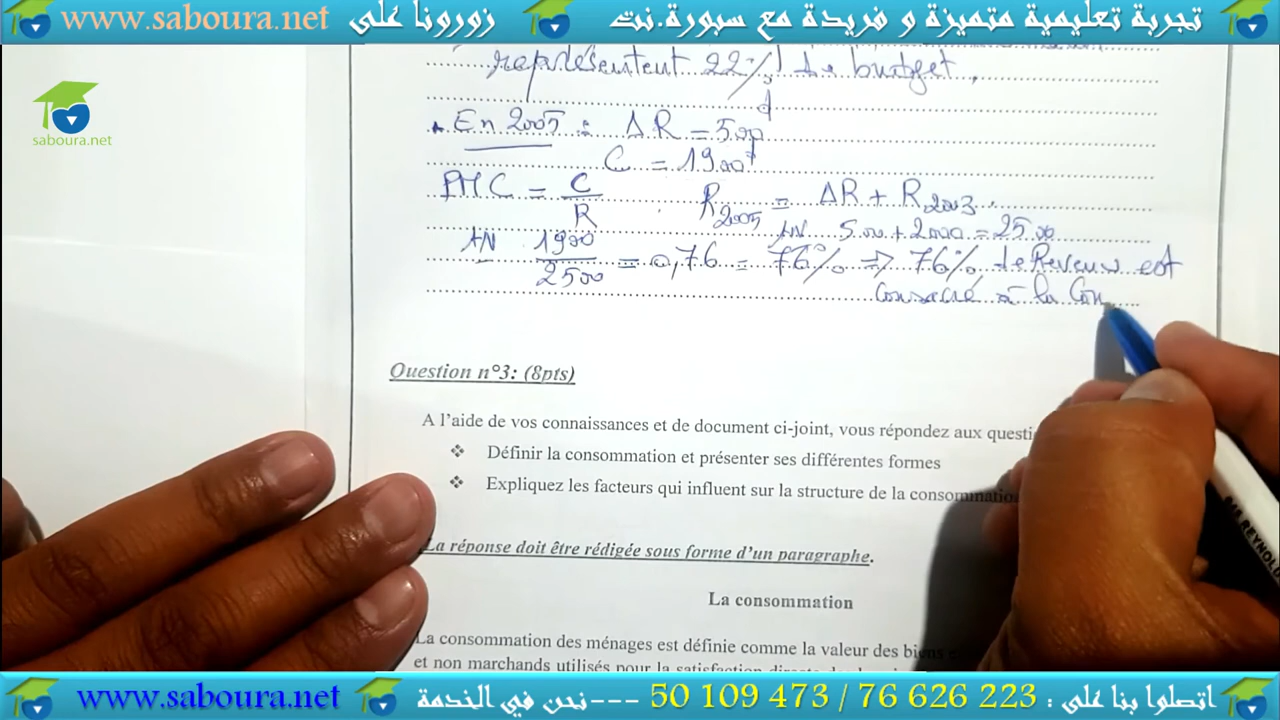 www.saboura.net زورونا على تجربة تعليمية متميزة و فريدة مع سبورة.نت
saboura.net
représentent 22% de budget.
En 2005 : ΔR = 500d
C = 1900d
PMC = C/R R2005 = ΔR + R2003.
AN 500 + 2000 = 2500
AN 1900/2500 = 0,76 = 76% => 76% de Revenu est
Consacré à la Con
Question n°3: (8pts)
A l'aide de vos connaissances et de document ci-joint, vous répondez aux questi
❖ Définir la consommation et présenter ses différentes formes
❖ Expliquez les facteurs qui influent sur la structure de la consommatio
La réponse doit être rédigée sous forme d'un paragraphe.
La consommation
La consommation des ménages est définie comme la valeur des biens
et non marchands utilisés pour la satisfaction directe
REYNOLD
www.saboura.net اتصلوا بنا على : 223 626 76 / 473 109 50 ---نحن في الخدمة